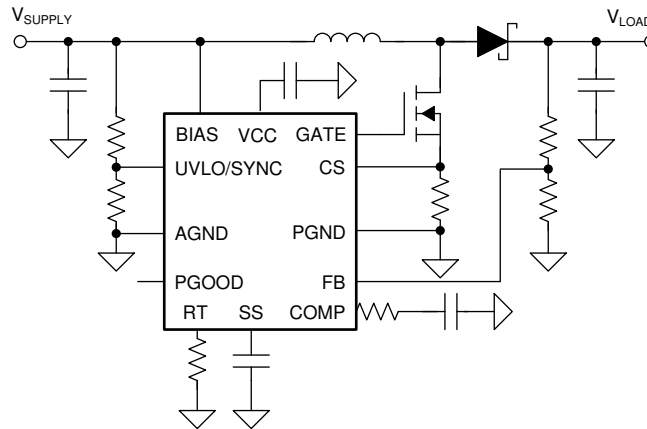 VSUPPLY
VLOAD
BIAS
VCC
GATE
UVLO/SYNC
CS
AGND
PGND
PGOOD
FB
RT
SS
COMP